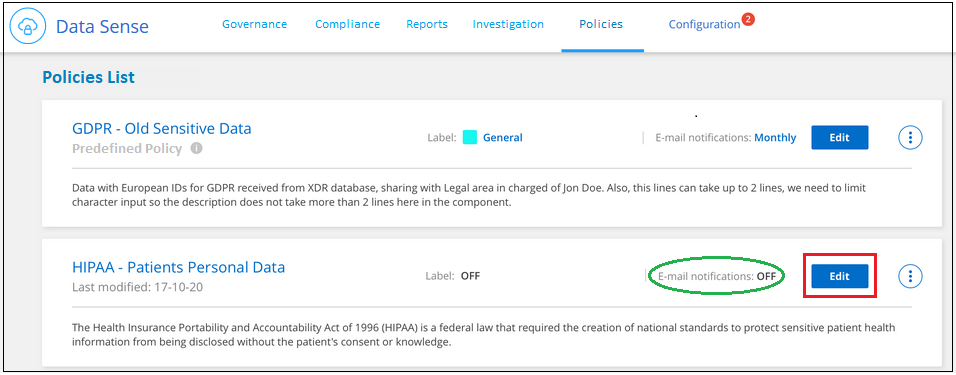 Data Sense
Governance
Compliance
Reports
Investigation
Policies
Configuration
2
Policies List
GDPR - Old Sensitive Data
Label: General
E-mail notifications: Monthly
Edit
Predefined Policy i
Data with European IDs for GDPR received from XDR database, sharing with Legal area in charged of Jon Doe. Also, this lines can take up to 2 lines, we need to limit
character input so the description does not take more than 2 lines here in the component.
HIPAA - Patients Personal Data
Label: OFF
E-mail notifications: OFF
Edit
Last modified: 17-10-20
The Health Insurance Portability and Accountability Act of 1996 (HIPAA) is a federal law that required the creation of national standards to protect sensitive patient health
information from being disclosed without the patient's consent or knowledge.